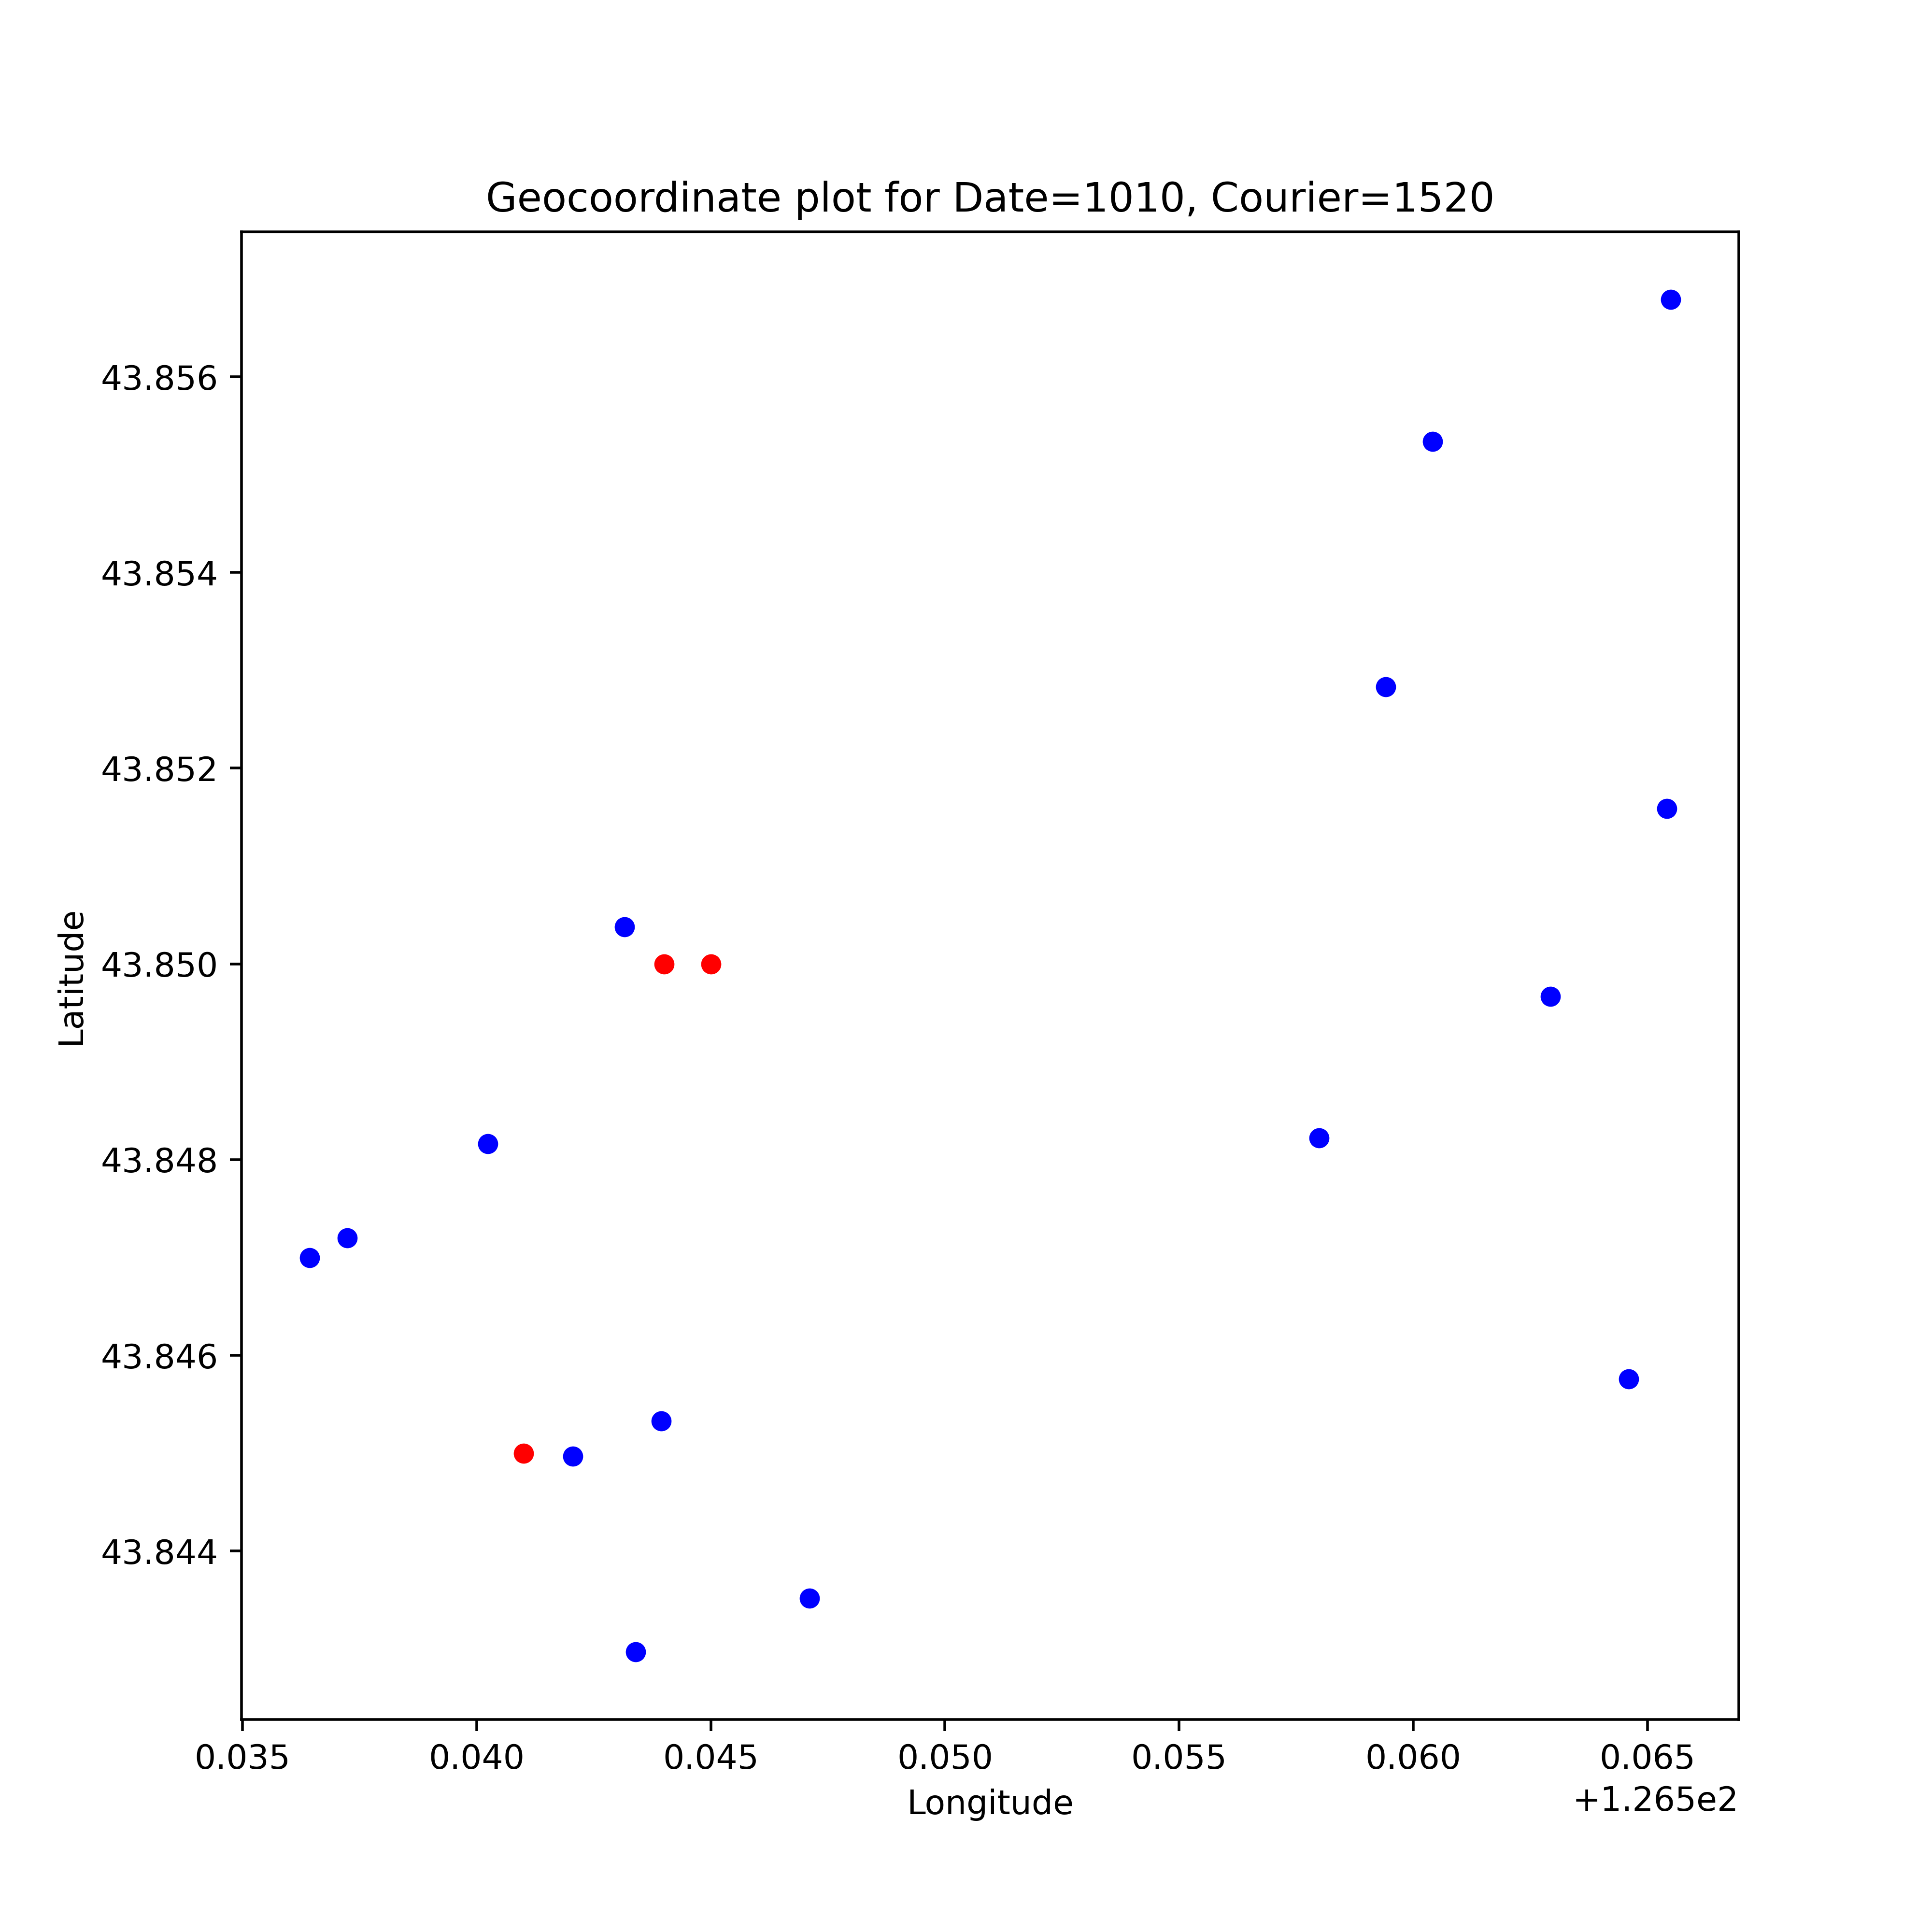 Geocoordinate plot for Date=1010, Courier=1520
43.856
43.854
43.852
43.850
43.848
43.846
43.844
Latitude
0.035 0.040 0.045 0.050 0.055 0.060 0.065
+1.265e2
Longitude